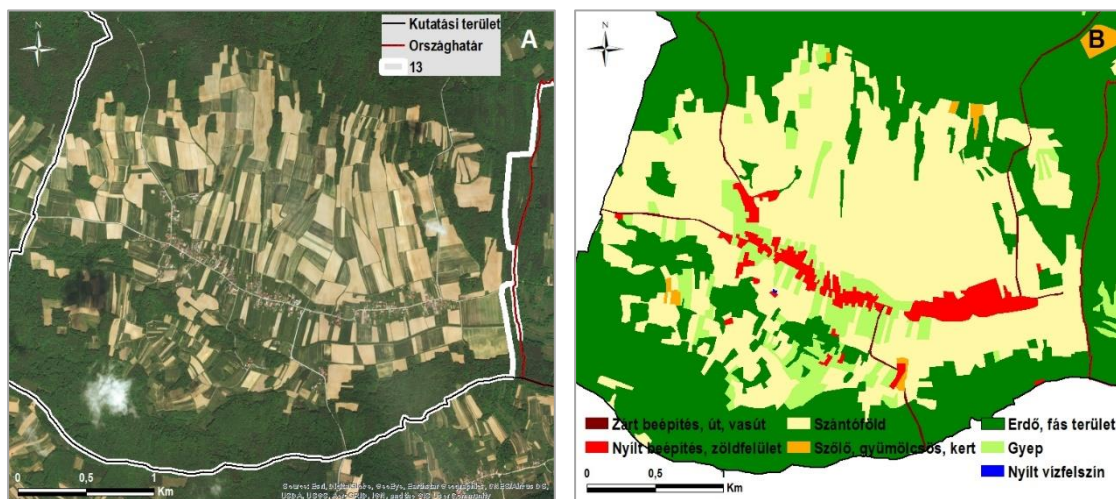 N
Kutatási terület
Országhatár
13
A
0 0,5 1
Km
N
B
Zárt beépítés, út, vasút
Nyílt beépítés, zöldfelület
Szántóföld
Szőlő, gyümölcsös, kert
Erdő, fás terület
Gyep
Nyílt vízfelszín
0 0,5 1
Km